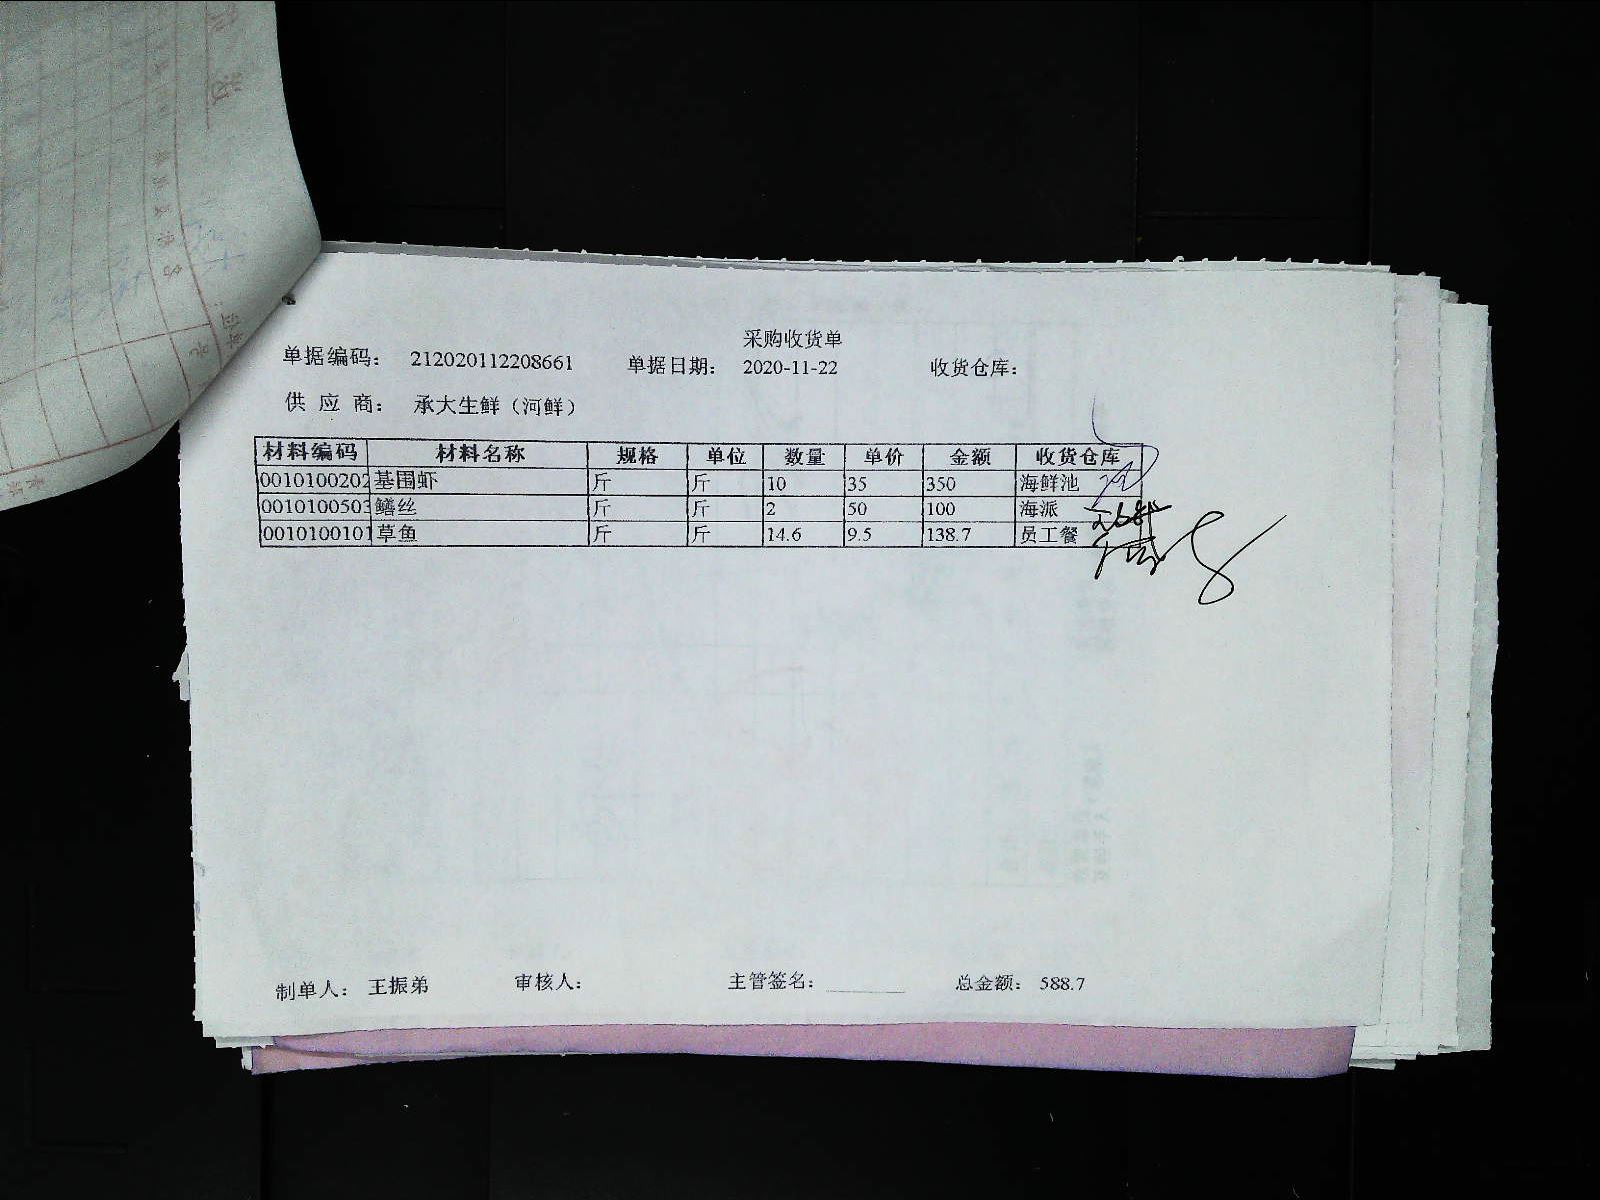 采购收货单
单据编码： 212020112208661 单据日期： 2020-11-22 收货仓库：
供 应 商： 承大生鲜（河鲜）
材料编码 材料名称 规格 单位 数量 单价 金额 收货仓库
0010100202 基围虾 斤 斤 10 35 350 海鲜池
0010100503 鳝丝 斤 斤 2 50 100 海派
0010100101 草鱼 斤 斤 14.6 9.5 138.7 员工餐
制单人： 王振弟 审核人： 主管签名： 总金额： 588.7